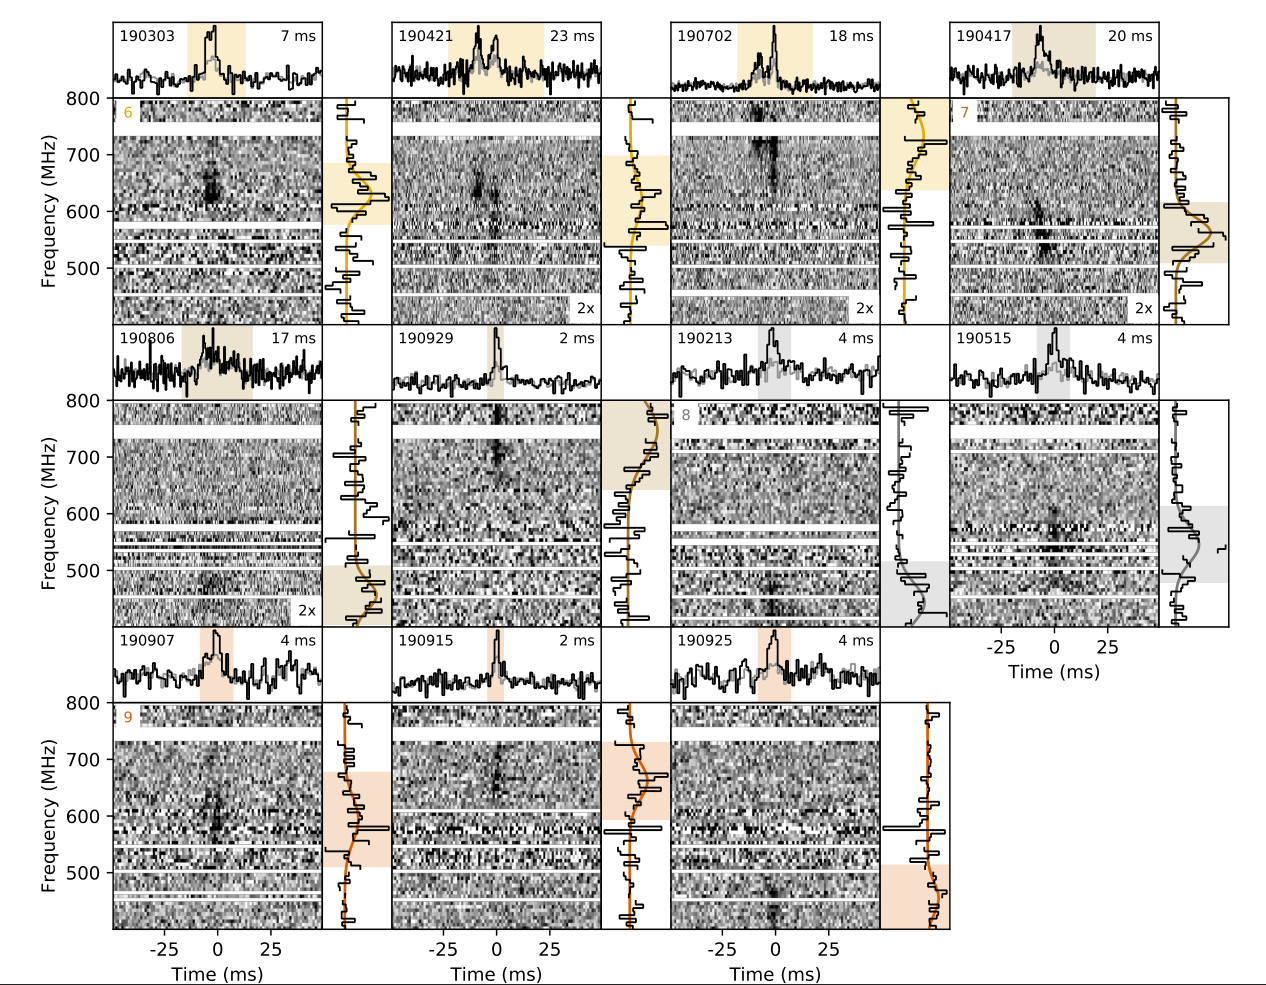 190303 7 ms 190421 23 ms 190702 18 ms 190417 20 ms
800
6 7
700
Frequency (MHz)
600
500
2x 2x 2x
190806 17 ms 190929 2 ms 190213 4 ms 190515 4 ms
800
8
700
Frequency (MHz)
600
500
2x
190907 4 ms 190915 2 ms 190925 4 ms
-25 0 25
Time (ms)
800
9
700
Frequency (MHz)
600
500
-25 0 25 -25 0 25 -25 0 25
Time (ms) Time (ms) Time (ms)